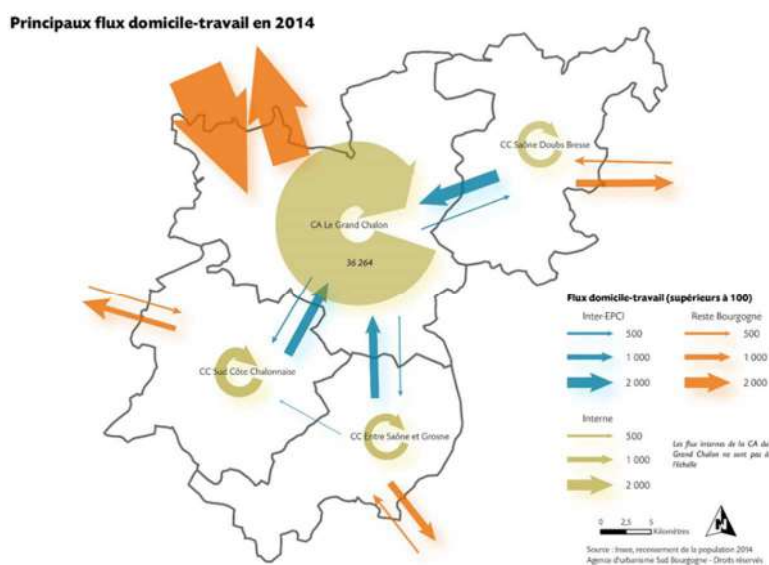 Principaux flux domicile-travail en 2014
CC Saône Doubs Bresse
CA Le Grand Chalon
36 264
CC Sud Côte Chalonnaise
CC Entre Saône et Grosne
Flux domicile-travail (supérieurs à 100)
Inter-EPCI
500
1 000
2 000
Reste Bourgogne
500
1 000
2 000
Interne
500
1 000
2 000
Les flux internes de la CA du
Grand Chalon ne sont pas à
l'échelle
0 2,5 5
Kilomètres
N
Source : Insee, recensement de la population 2014
Agence d'urbanisme Sud Bourgogne - Droits réservés